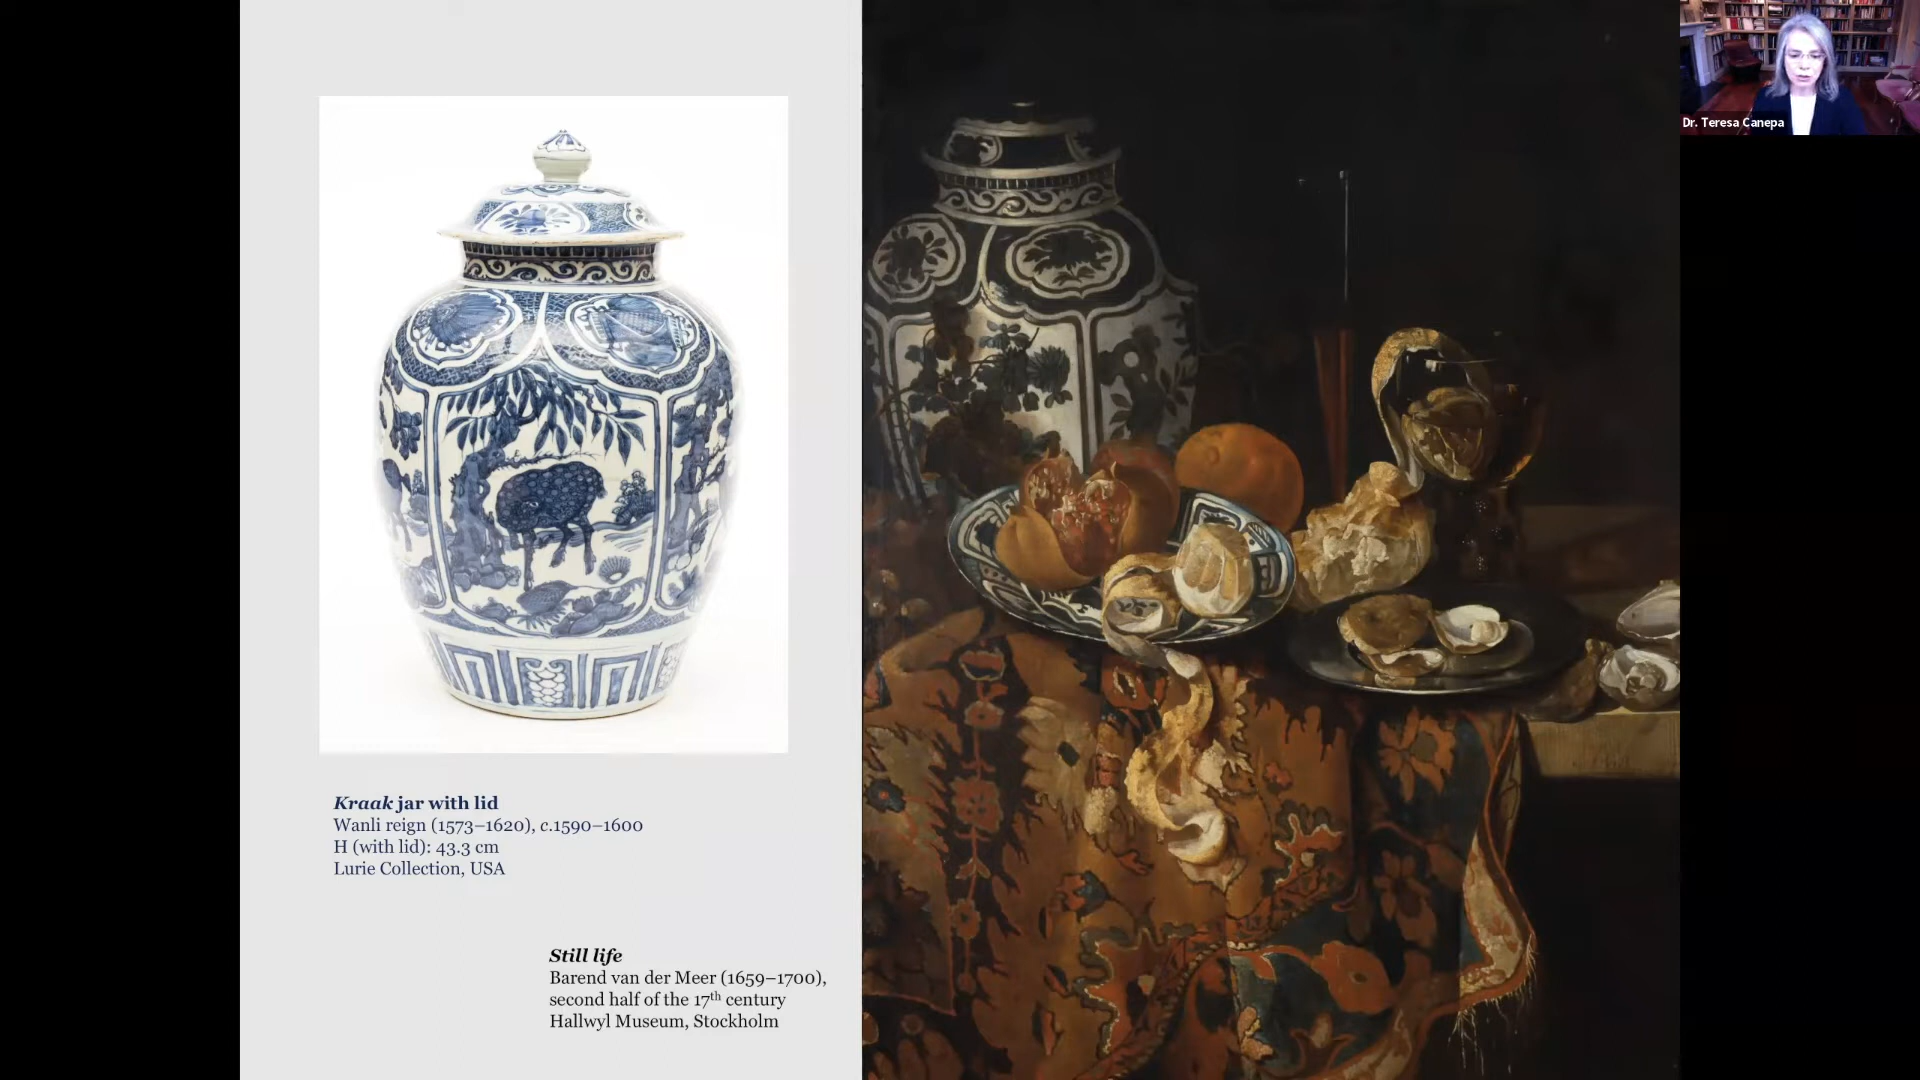 Dr. Teresa Canepa
Kraak jar with lid
Wanli reign (1573–1620), c.1590–1600
H (with lid): 43.3 cm
Lurie Collection, USA
Still life
Barend van der Meer (1659–1700),
second half of the 17th century
Hallwyl Museum, Stockholm